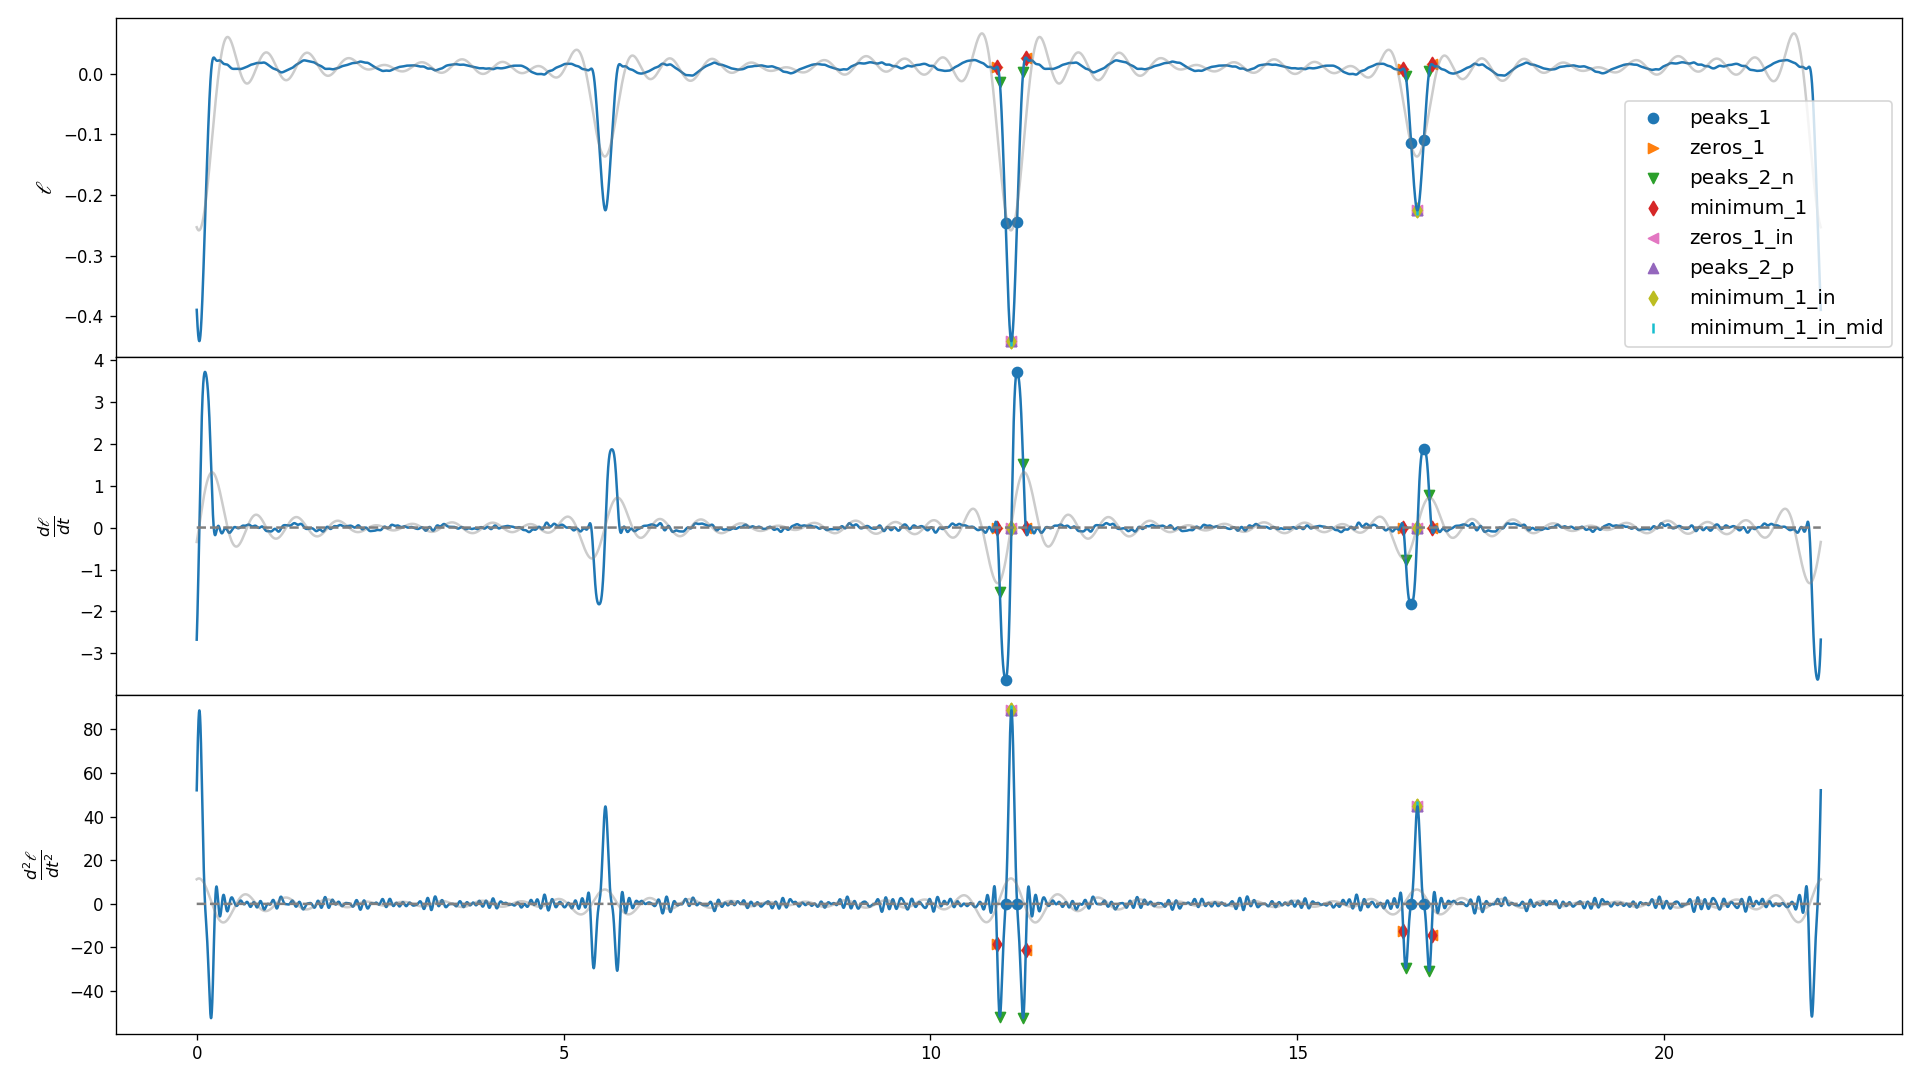 0.0
−0.1
−0.2
−0.3
−0.4
ℓ
peaks_1
zeros_1
peaks_2_n
minimum_1
zeros_1_in
peaks_2_p
minimum_1_in
minimum_1_in_mid
4
3
2
1
0
−1
−2
−3
dℓ
dt
80
60
40
20
0
−20
−40
d²ℓ
dt²
0
5
10
15
20